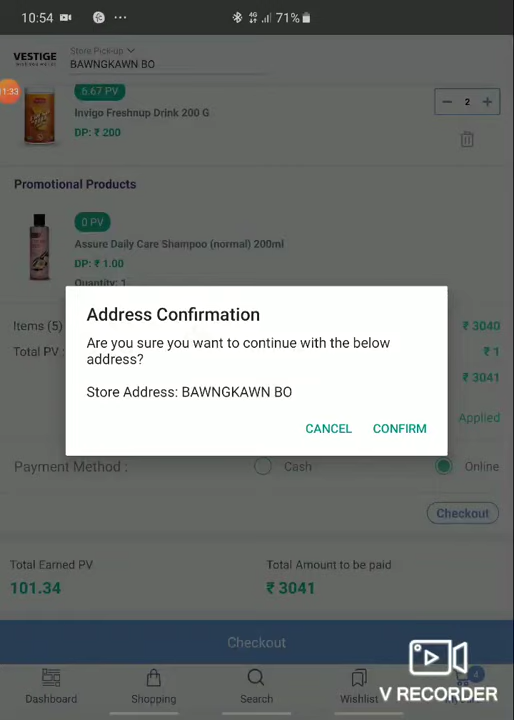 10:54
4G
71%
VESTIGE
Store Pick-up
BAWNGKAWN BO
11:33
6.67 PV
Invigo Freshnup Drink 200 G
DP: ₹ 200
2
Promotional Products
0 PV
Assure Daily Care Shampoo (normal) 200ml
DP: ₹ 1.00
Quantity: 1
Address Confirmation
Are you sure you want to continue with the below
address?
Store Address: BAWNGKAWN BO
CANCEL CONFIRM
Items (5) ₹ 3040
Total PV : ₹ 1
₹ 3041
Applied
Payment Method : Cash Online
Checkout
Total Earned PV Total Amount to be paid
101.34 ₹ 3041
Checkout
4
Dashboard Shopping Search Wishlist
V RECORDER